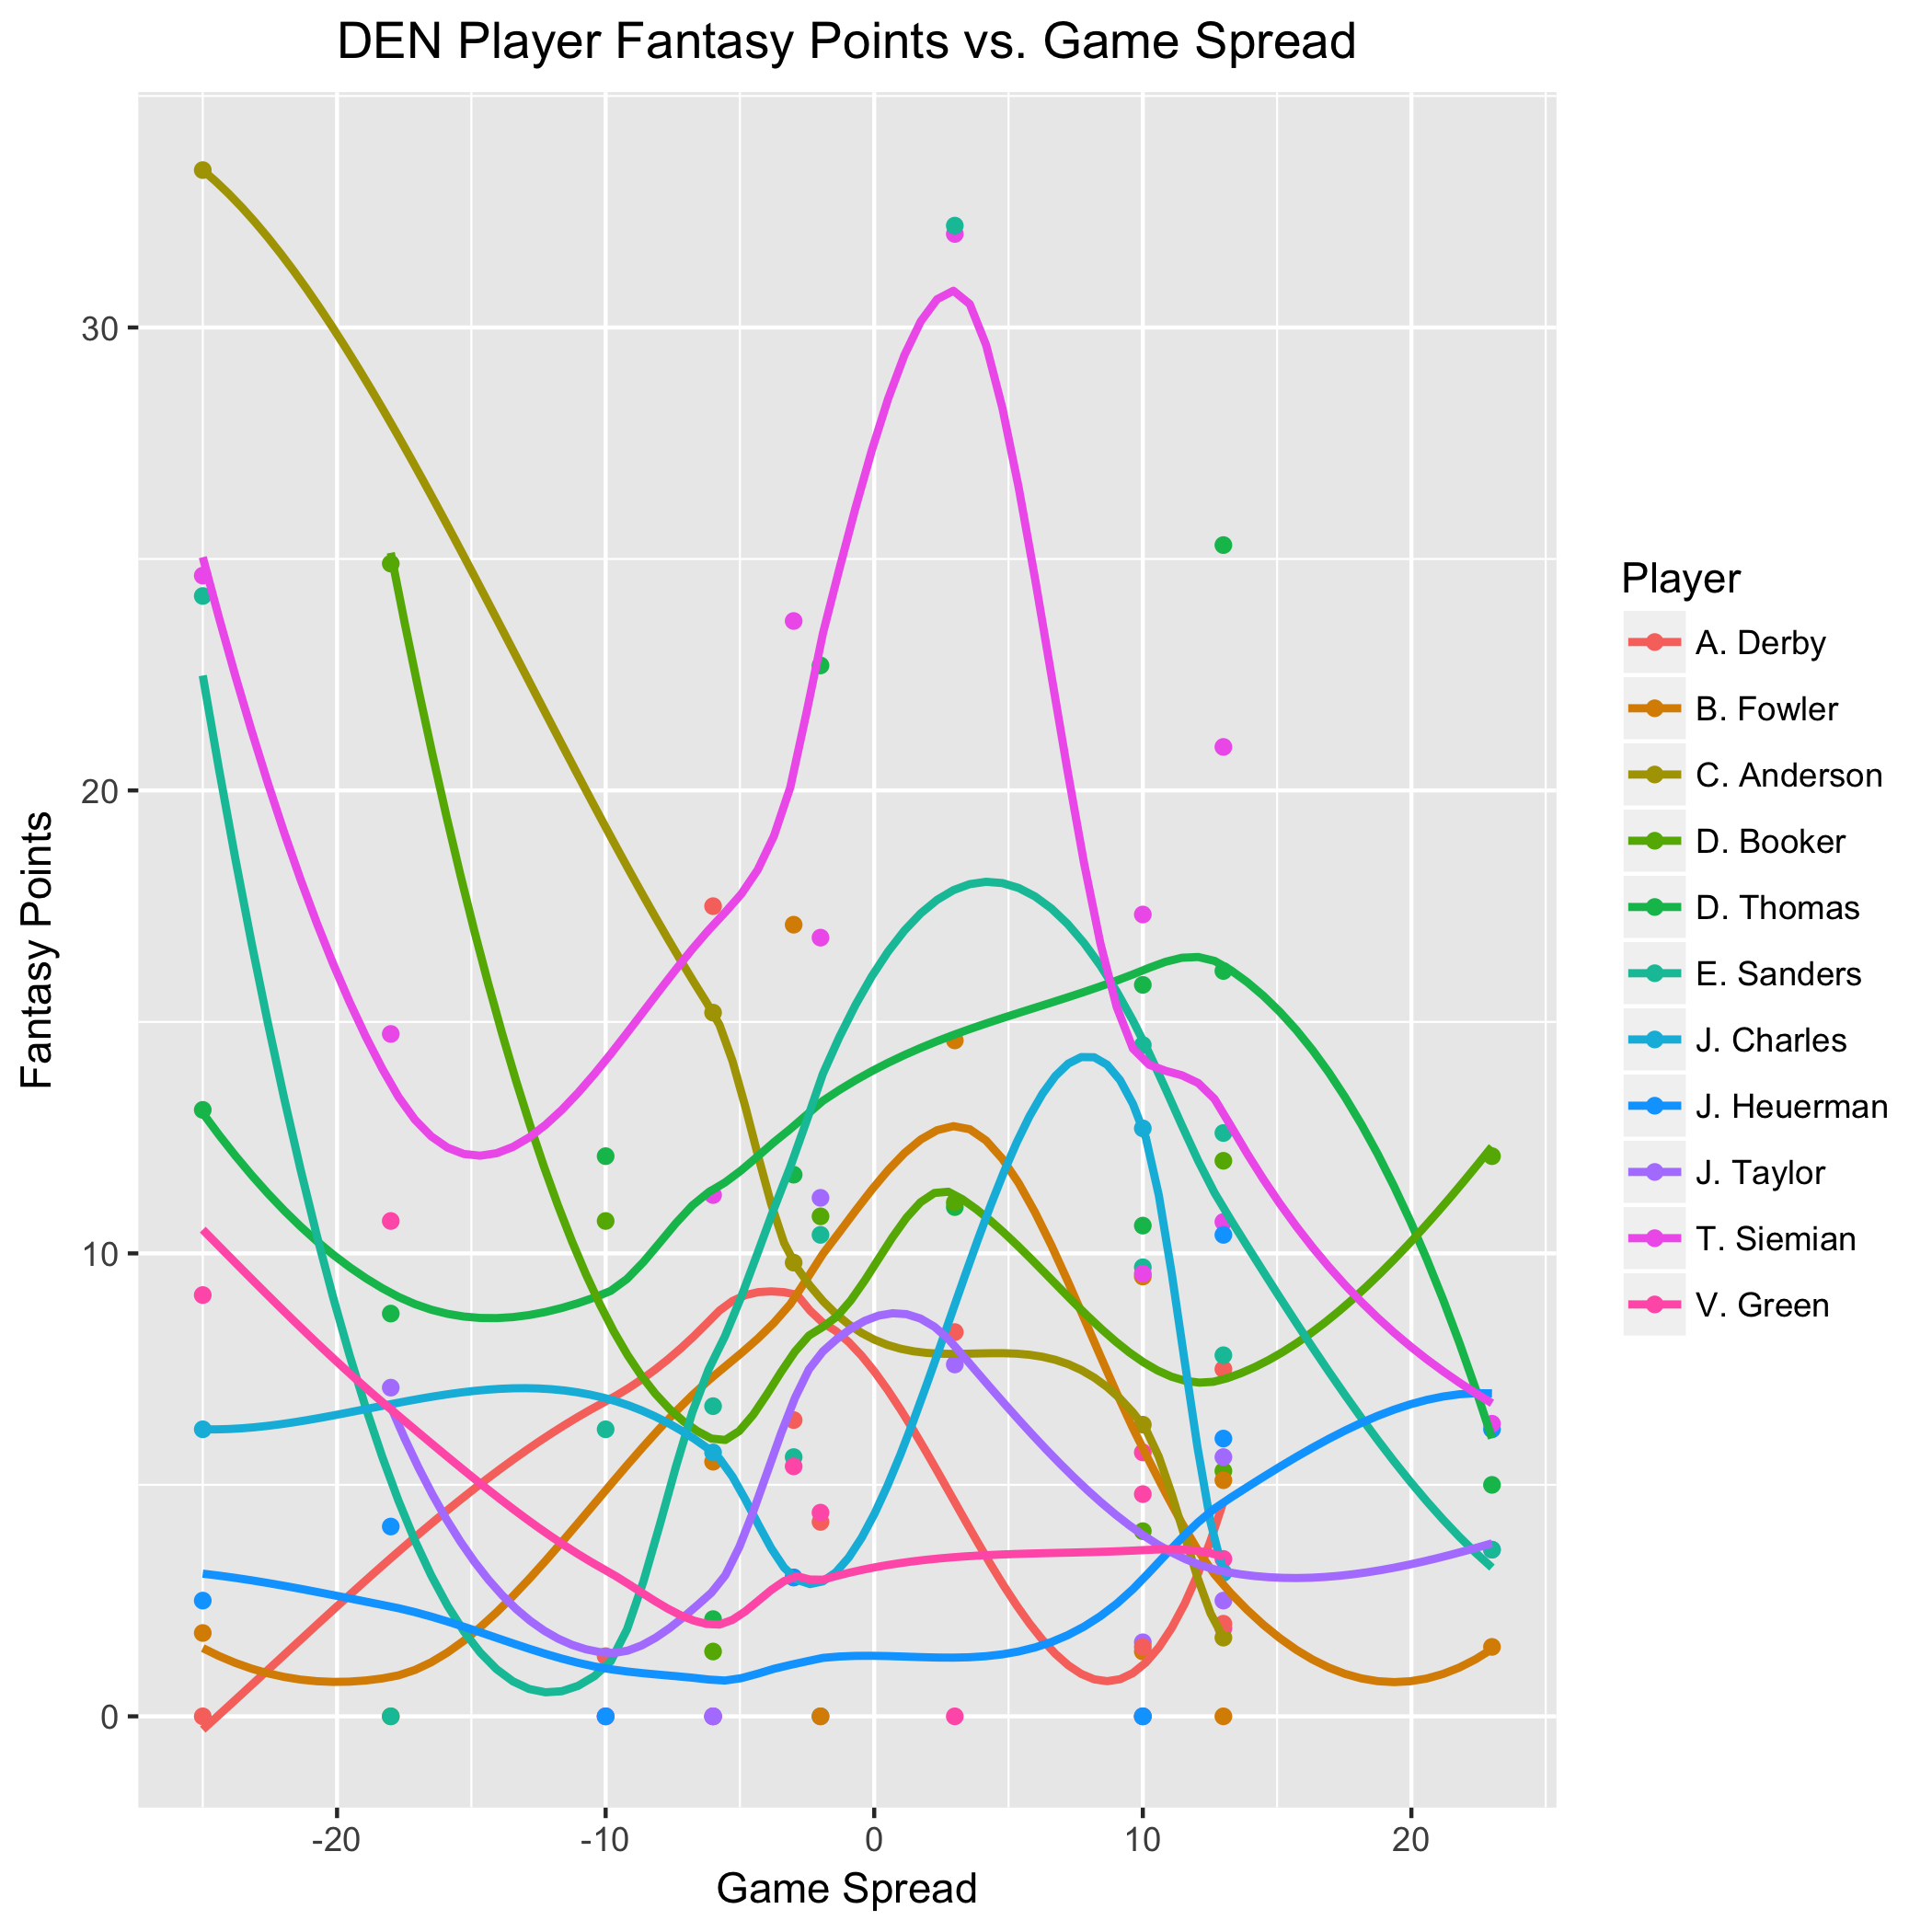 DEN Player Fantasy Points vs. Game Spread
Fantasy Points
30
20
10
0
-20
-10
0
10
20
Game Spread
Player
A. Derby
B. Fowler
C. Anderson
D. Booker
D. Thomas
E. Sanders
J. Charles
J. Heuerman
J. Taylor
T. Siemian
V. Green